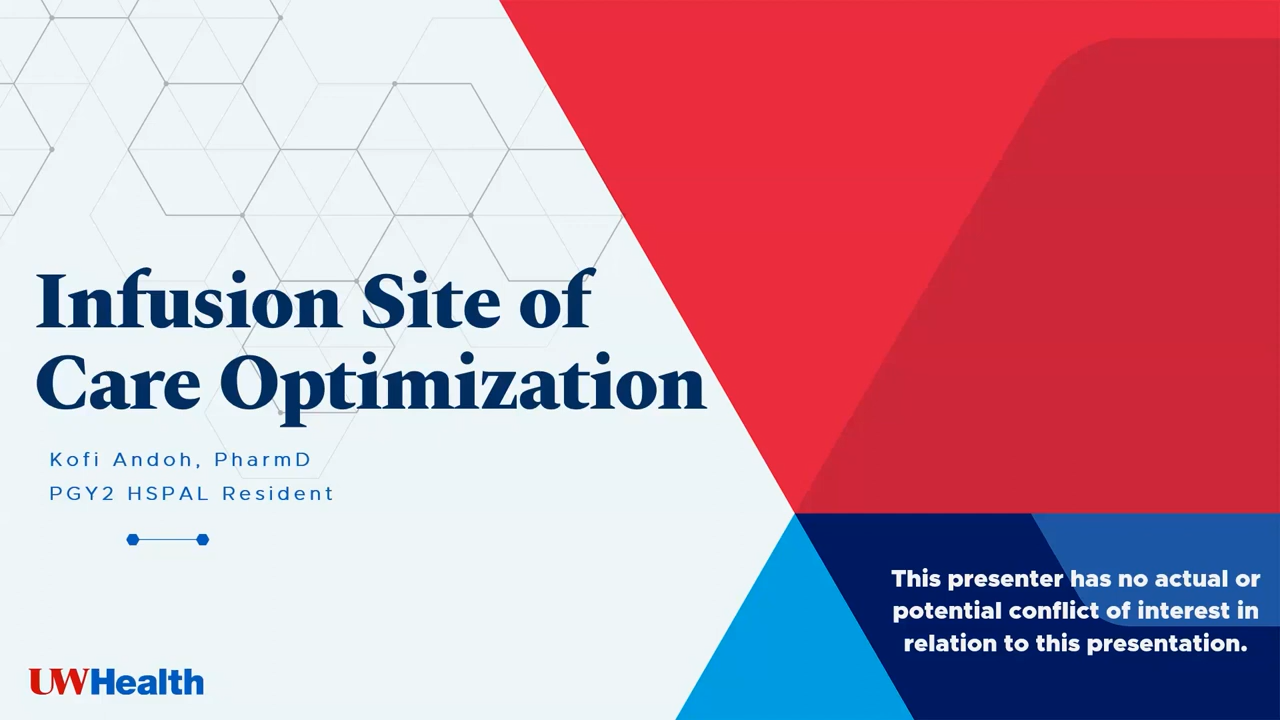 Infusion Site of
Care Optimization
Kofi Andoh, PharmD
PGY2 HSPAL Resident
This presenter has no actual or
potential conflict of interest in
relation to this presentation.
UWHealth